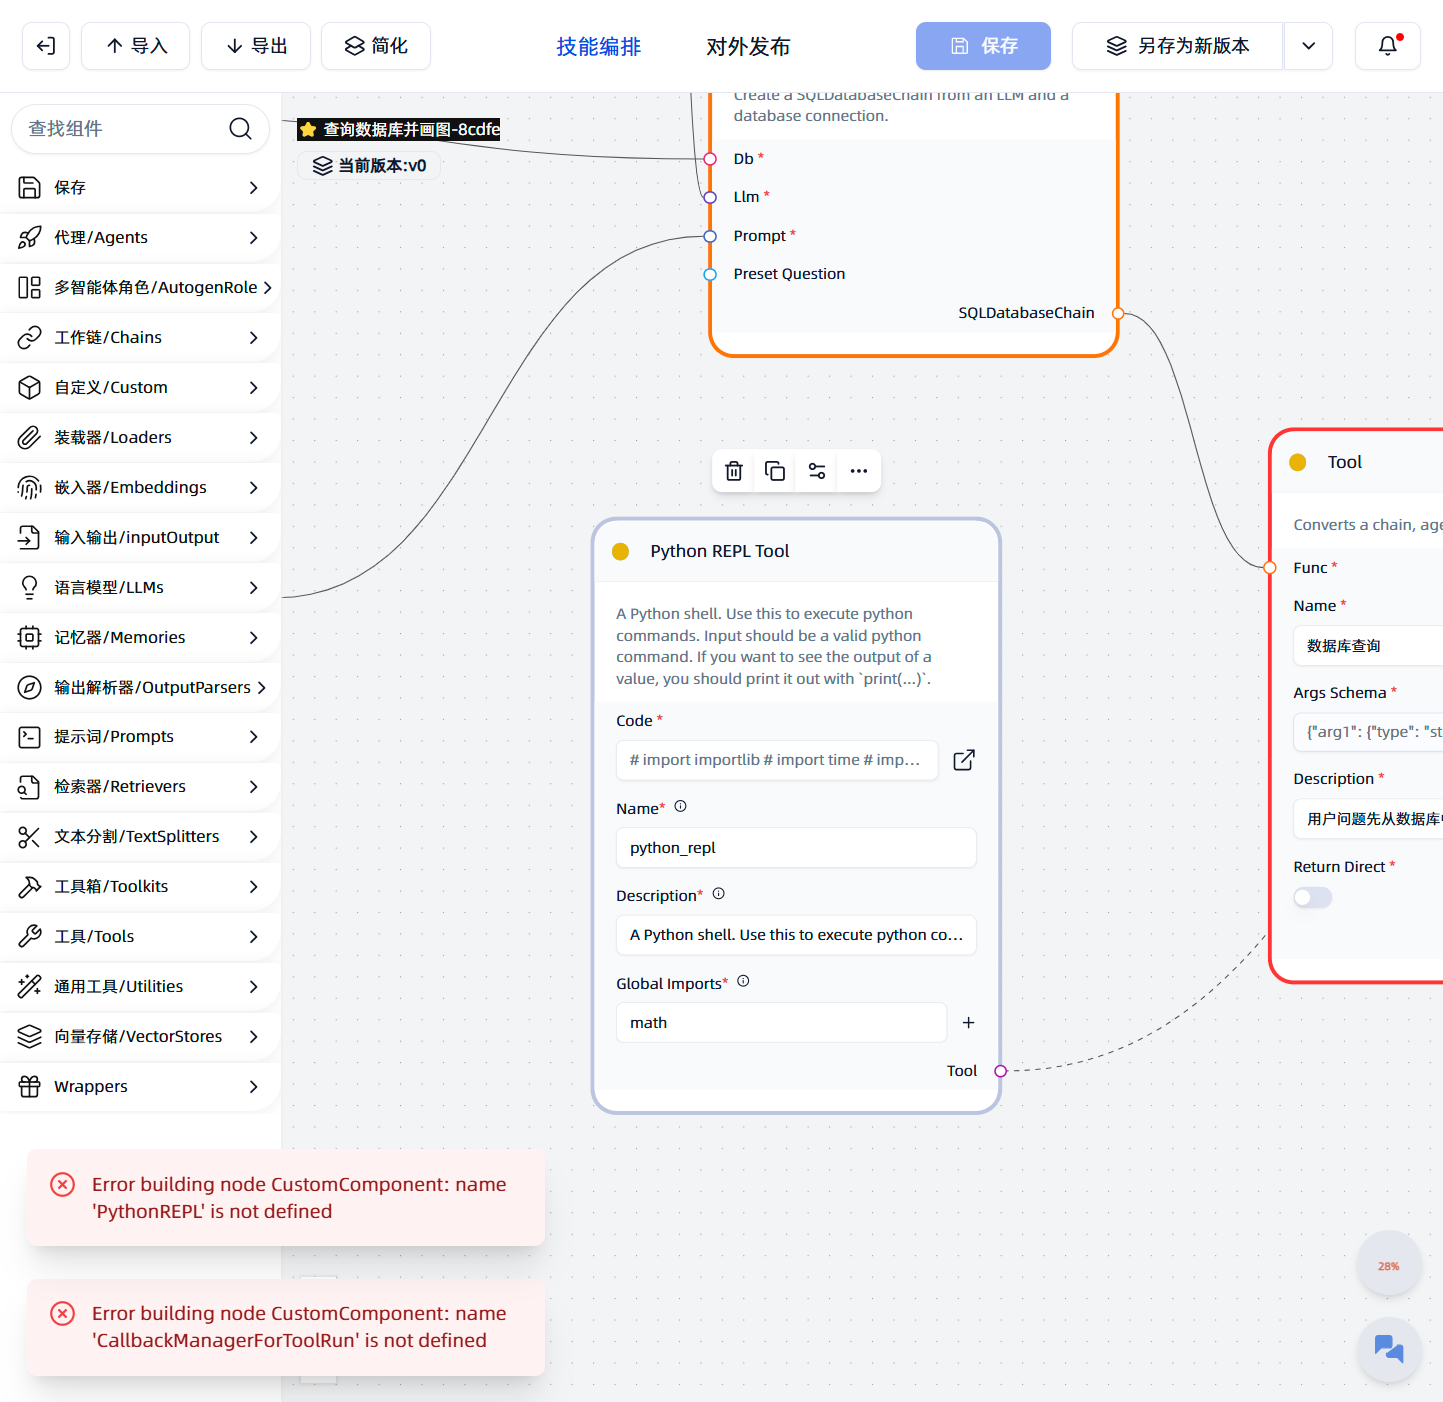 导入
导出
简化
技能编排
对外发布
保存
另存为新版本
查找组件
保存
代理/Agents
多智能体角色/AutogenRole
工作链/Chains
自定义/Custom
装载器/Loaders
嵌入器/Embeddings
输入输出/inputOutput
语言模型/LLMs
记忆器/Memories
输出解析器/OutputParsers
提示词/Prompts
检索器/Retrievers
文本分割/TextSplitters
工具箱/Toolkits
工具/Tools
通用工具/Utilities
向量存储/VectorStores
Wrappers
查询数据库并画图-8cdfe
当前版本:v0
Create a SQLDatabaseChain from an LLM and a
database connection.
Db *
Llm *
Prompt *
Preset Question
SQLDatabaseChain
Python REPL Tool
A Python shell. Use this to execute python
commands. Input should be a valid python
command. If you want to see the output of a
value, you should print it out with `print(...)`.
Code *
# import importlib # import time # imp...
Name*
python_repl
Description*
A Python shell. Use this to execute python co...
Global Imports*
math
Tool
Tool
Converts a chain, age
Func *
Name *
数据库查询
Args Schema *
{"arg1": {"type": "st
Description *
用户问题先从数据库
Return Direct *
Error building node CustomComponent: name
'PythonREPL' is not defined
Error building node CustomComponent: name
'CallbackManagerForToolRun' is not defined
28%